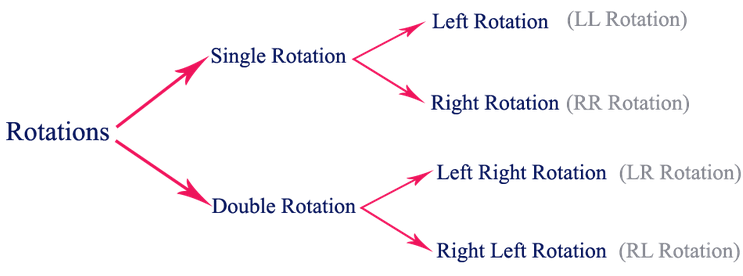 Rotations
Single Rotation
Left Rotation (LL Rotation)
Right Rotation (RR Rotation)
Double Rotation
Left Right Rotation (LR Rotation)
Right Left Rotation (RL Rotation)